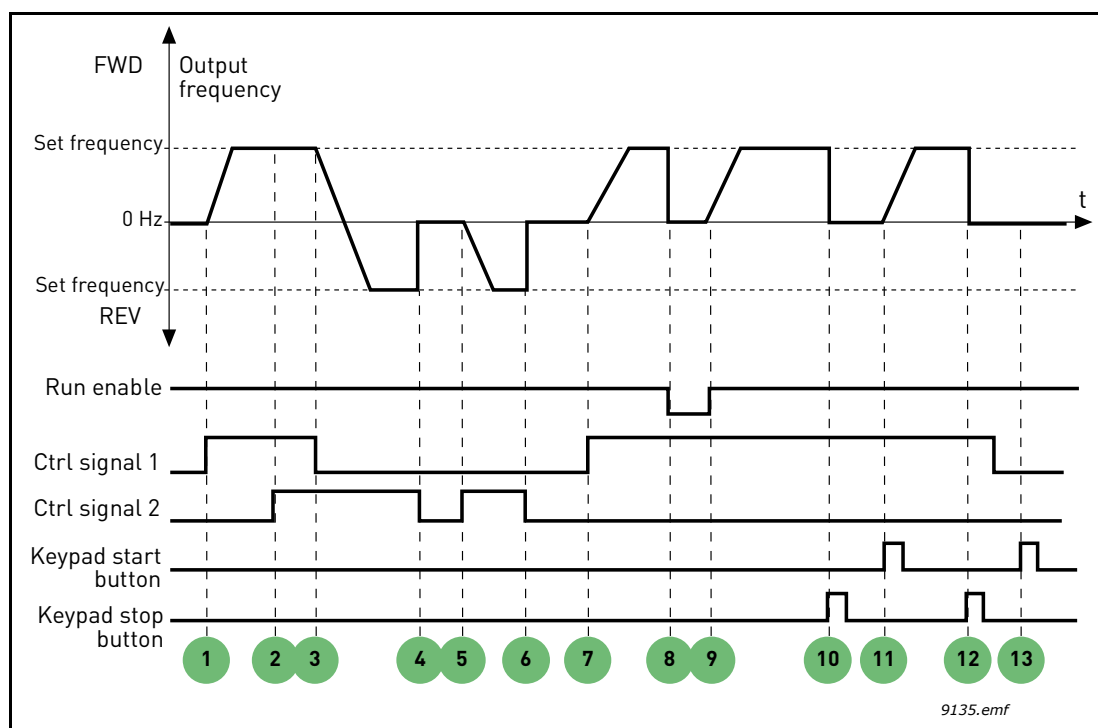 FWD
Output
frequency
Set frequency
t
0 Hz
Set frequency
REV
Run enable
Ctrl signal 1
Ctrl signal 2
Keypad start
button
Keypad stop
button
1 2 3 4 5 6 7 8 9 10 11 12 13
9135.emf